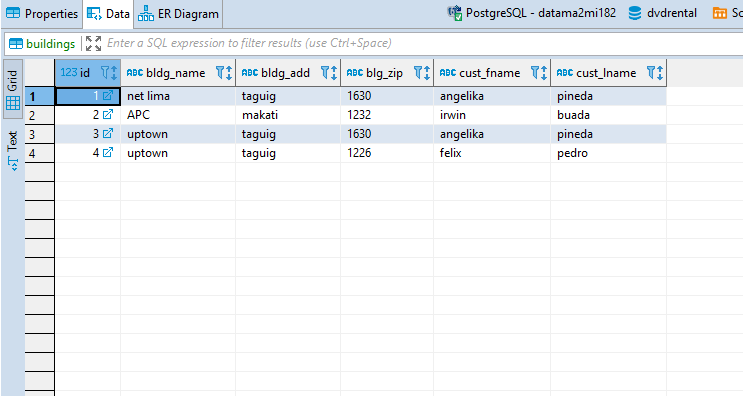 Properties Data ER Diagram PostgreSQL - datama2mi182 dvdrental Sc
buildings Enter a SQL expression to filter results (use Ctrl+Space)
Grid
Text
123 id ABC bldg_name ABC bldg_add ABC blg_zip ABC cust_fname ABC cust_lname
1 1 net lima taguig 1630 angelika pineda
2 2 APC makati 1232 irwin buada
3 3 uptown taguig 1630 angelika pineda
4 4 uptown taguig 1226 felix pedro